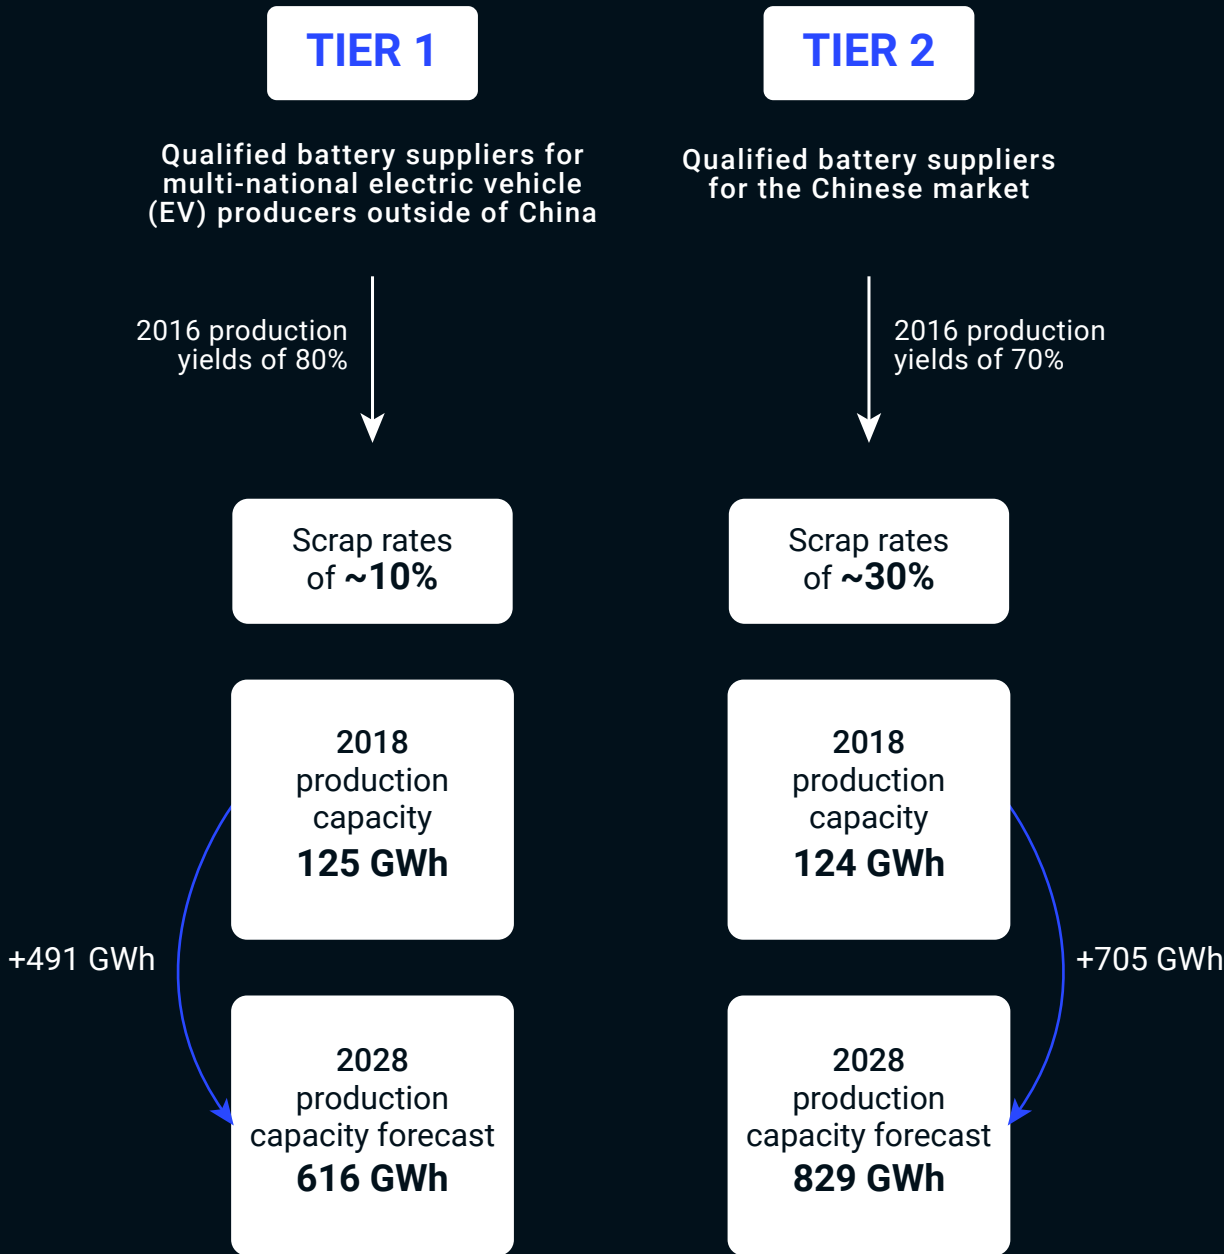 TIER 1
Qualified battery suppliers for
multi-national electric vehicle
(EV) producers outside of China
2016 production
yields of 80%
Scrap rates
of ~10%
2018
production
capacity
125 GWh
+491 GWh
2028
production
capacity forecast
616 GWh
TIER 2
Qualified battery suppliers
for the Chinese market
2016 production
yields of 70%
Scrap rates
of ~30%
2018
production
capacity
124 GWh
+705 GWh
2028
production
capacity forecast
829 GWh